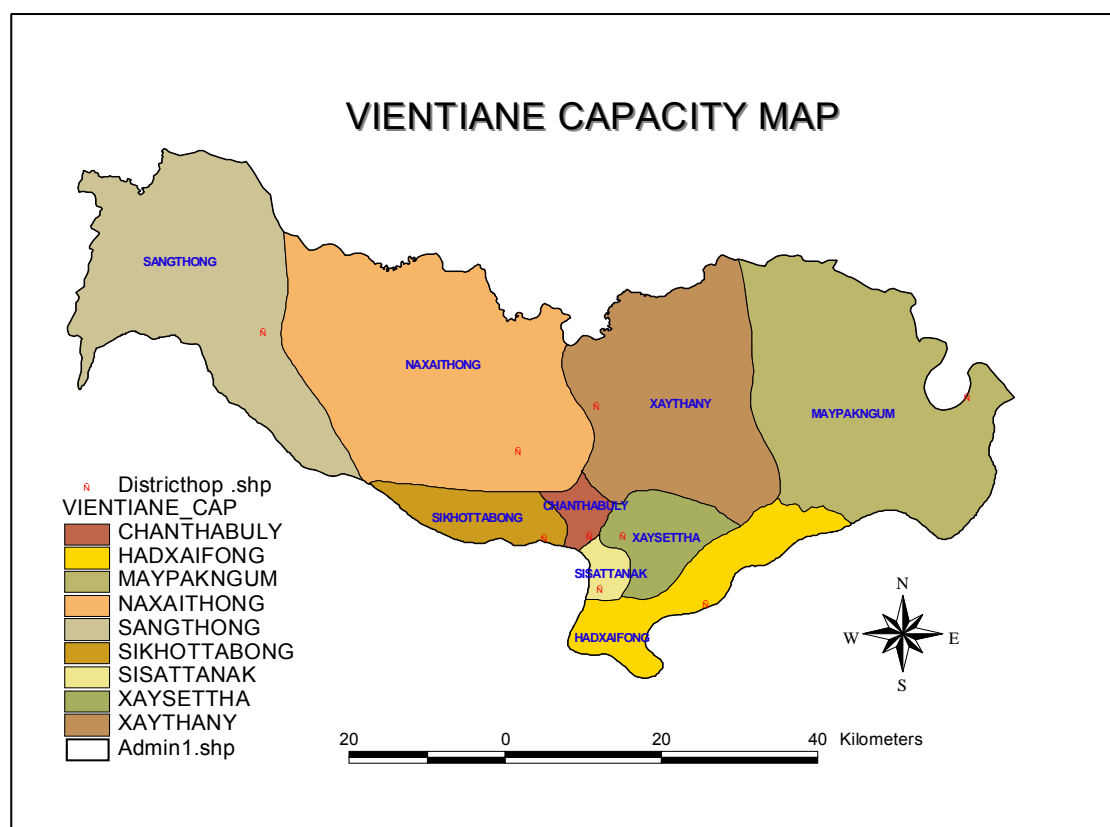 VIENTIANE CAPACITY MAP
SANGTHONG
NAXAITHONG
XAYTHANY
MAYPAKNGUM
CHANTHABULY
SIKHOTTABONG
XAYSETTHA
SISATTANAK
HADXAIFONG
Ñ
Ñ
Ñ
Ñ
Ñ
Ñ
Ñ
Ñ
Ñ
Ñ Districthop .shp
VIENTIANE_CAP
CHANTHABULY
HADXAIFONG
MAYPAKNGUM
NAXAITHONG
SANGTHONG
SIKHOTTABONG
SISATTANAK
XAYSETTHA
XAYTHANY
Admin1.shp
N
W E
S
20 0 20 40 Kilometers